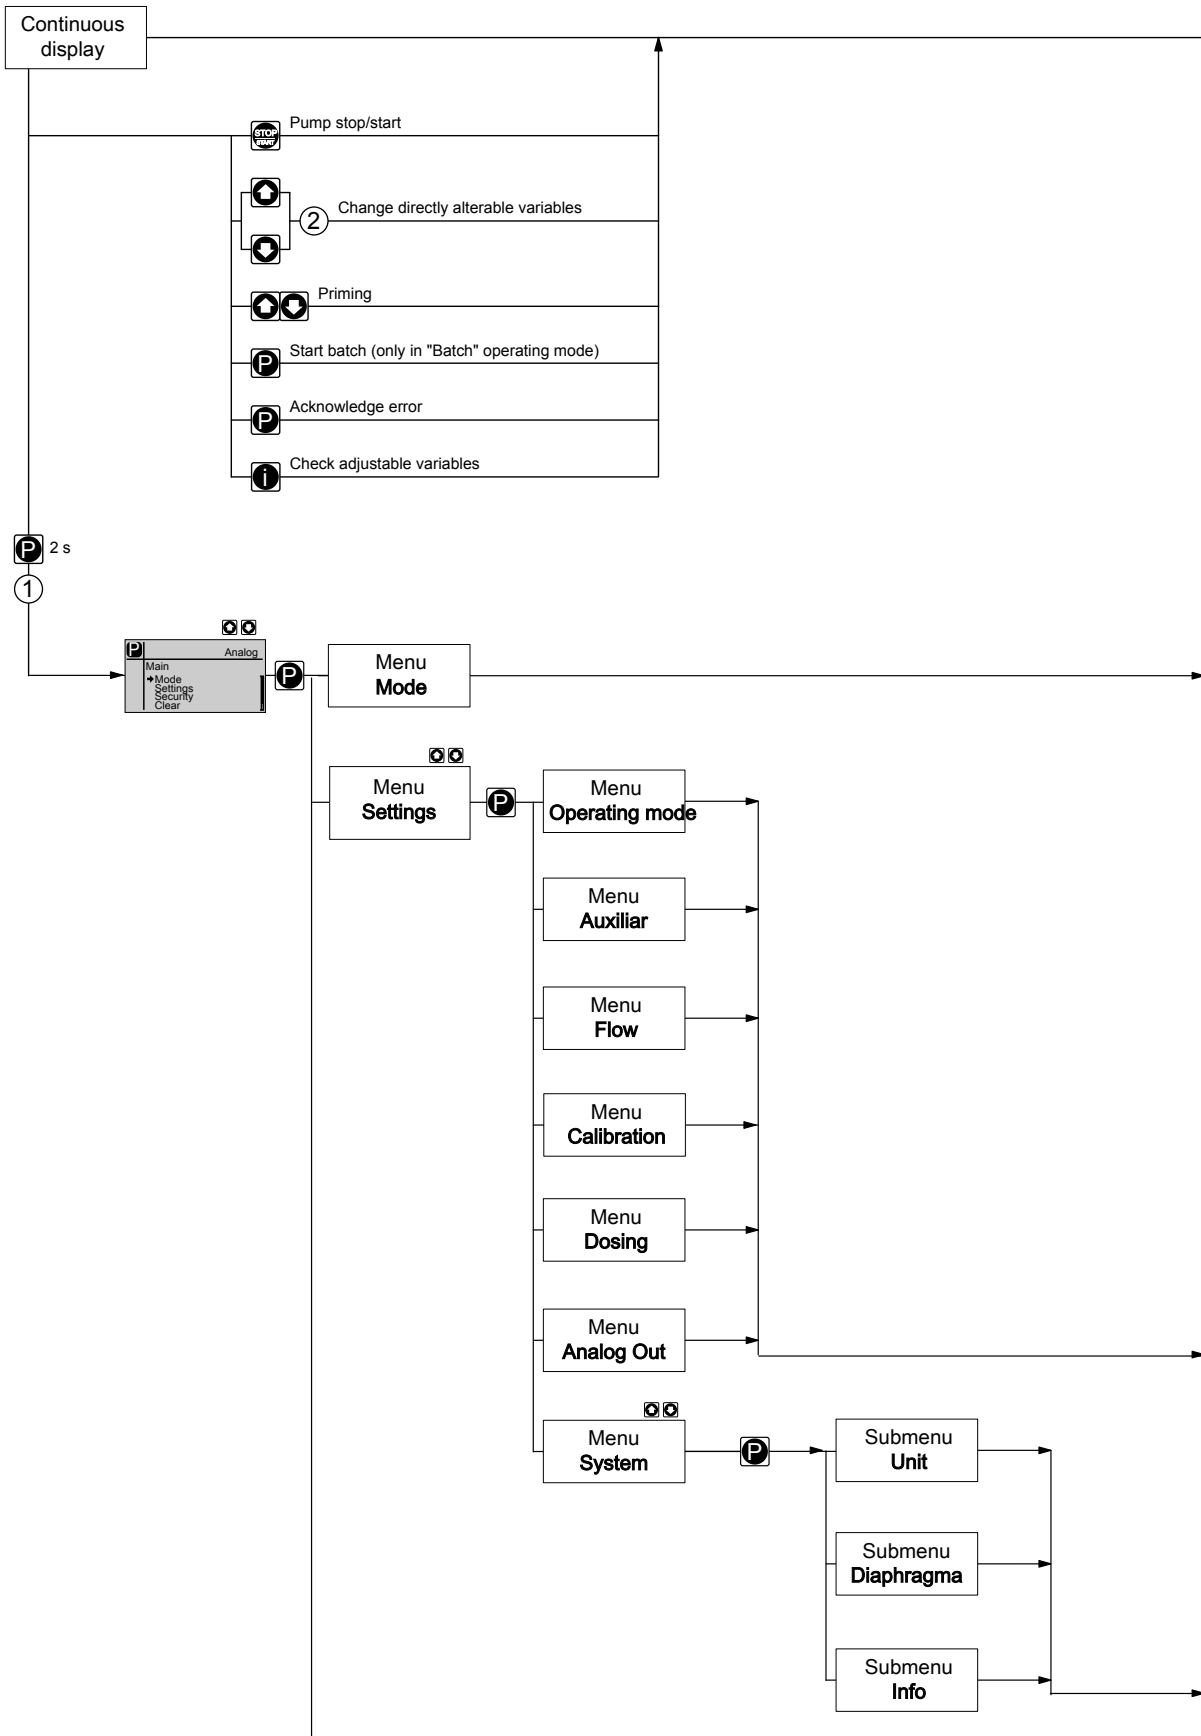 Continuous
display
STOP
START
Pump stop/start
2
Change directly alterable variables
Priming
P
Start batch (only in "Batch" operating mode)
P
Acknowledge error
i
Check adjustable variables
P
2 s
1
P
Analog
Main
Mode
Settings
Security
Clear
P
Menu
Mode
Menu
Settings
P
Menu
Operating mode
Menu
Auxiliar
Menu
Flow
Menu
Calibration
Menu
Dosing
Menu
Analog Out
Menu
System
P
Submenu
Unit
Submenu
Diaphragma
Submenu
Info